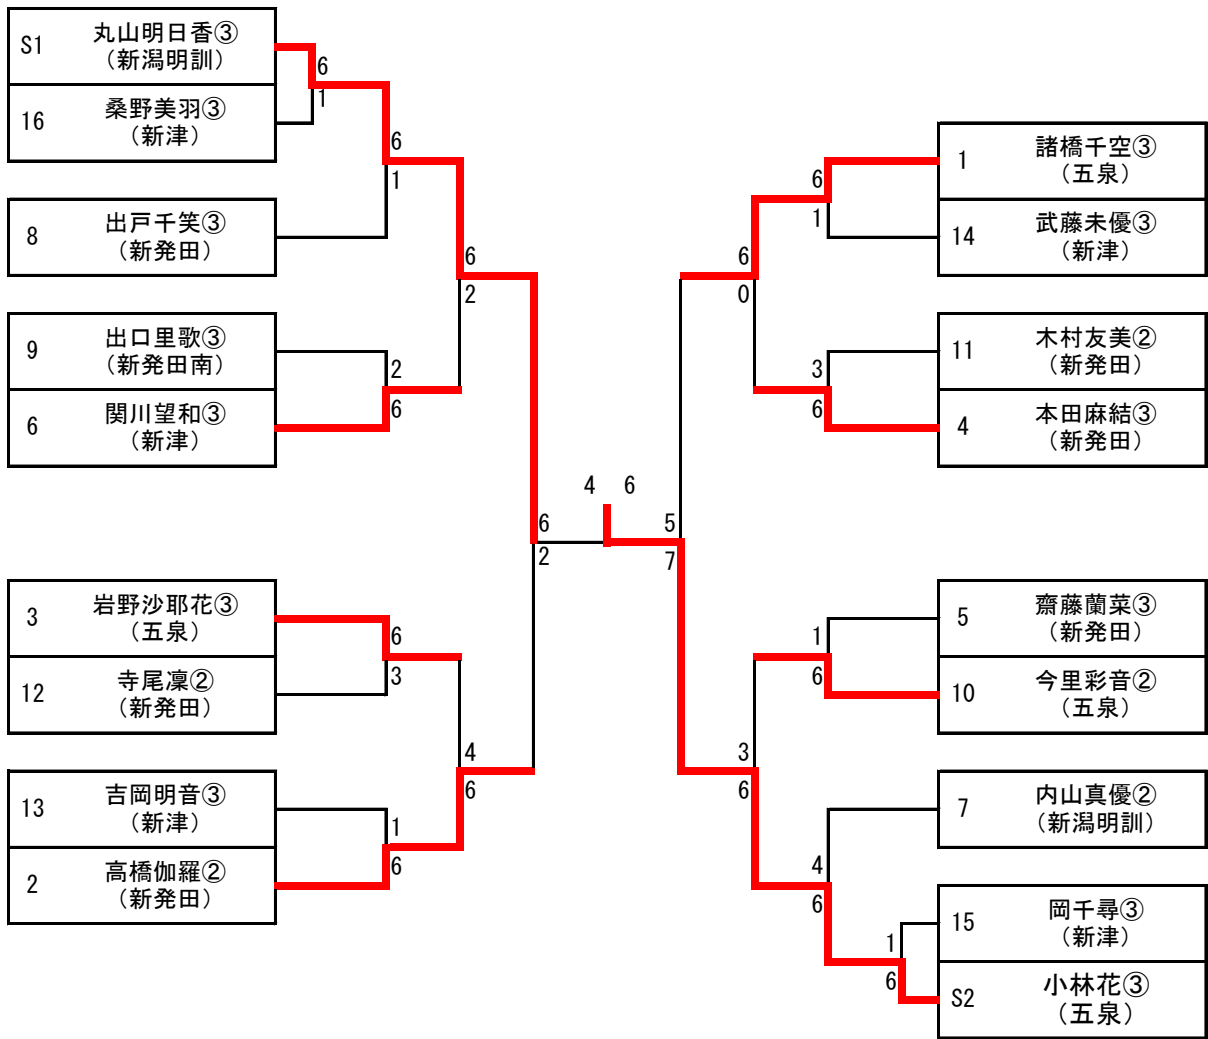 S1
丸山明日香③
(新潟明訓)
16
桑野美羽③
(新津)
8
出戸千笑③
(新発田)
9
出口里歌③
(新発田南)
6
関川望和③
(新津)
3
岩野沙耶花③
(五泉)
12
寺尾凜②
(新発田)
13
吉岡明音③
(新津)
2
高橋伽羅②
(新発田)
6
1
6
1
6
2
2
6
6
2
6
3
4
6
1
6
4 6
5
7
6
1
6
0
3
6
1
6
3
6
4
6
1
6
1
諸橋千空③
(五泉)
14
武藤未優③
(新津)
11
木村友美②
(新発田)
4
本田麻結③
(新発田)
5
齋藤蘭菜③
(新発田)
10
今里彩音②
(五泉)
7
内山真優②
(新潟明訓)
15
岡千尋③
(新津)
S2
小林花③
(五泉)